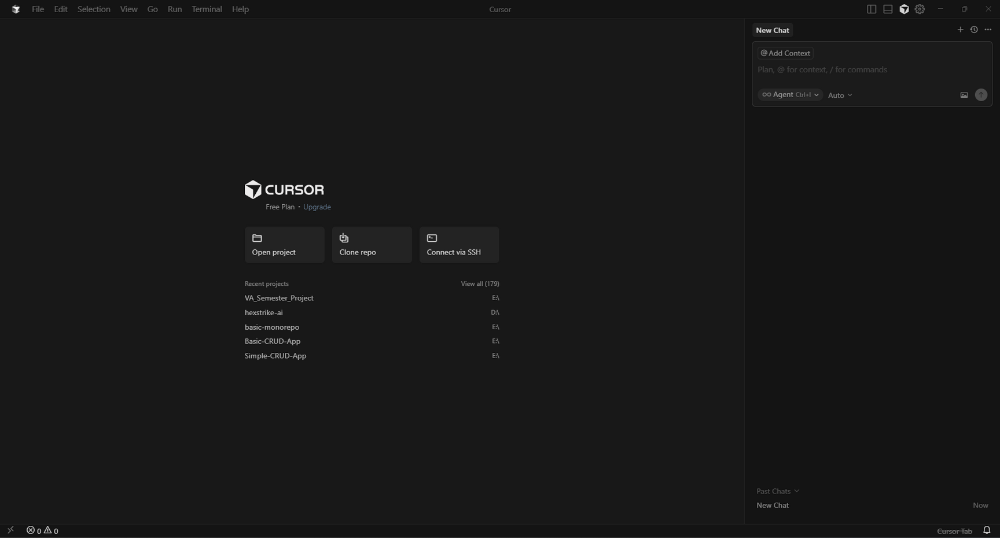 File Edit Selection View Go Run Terminal Help
Cursor
New Chat
@ Add Context
Plan, @ for context, / for commands
Agent Ctrl+I
Auto
CURSOR
Free Plan • Upgrade
Open project
Clone repo
Connect via SSH
Recent projects View all (179)
VA_Semester_Project E:\
hexstrike-ai D:\
basic-monorepo E:\
Basic-CRUD-App E:\
Simple-CRUD-App E:\
Past Chats
New Chat Now
0 0
Cursor Tab